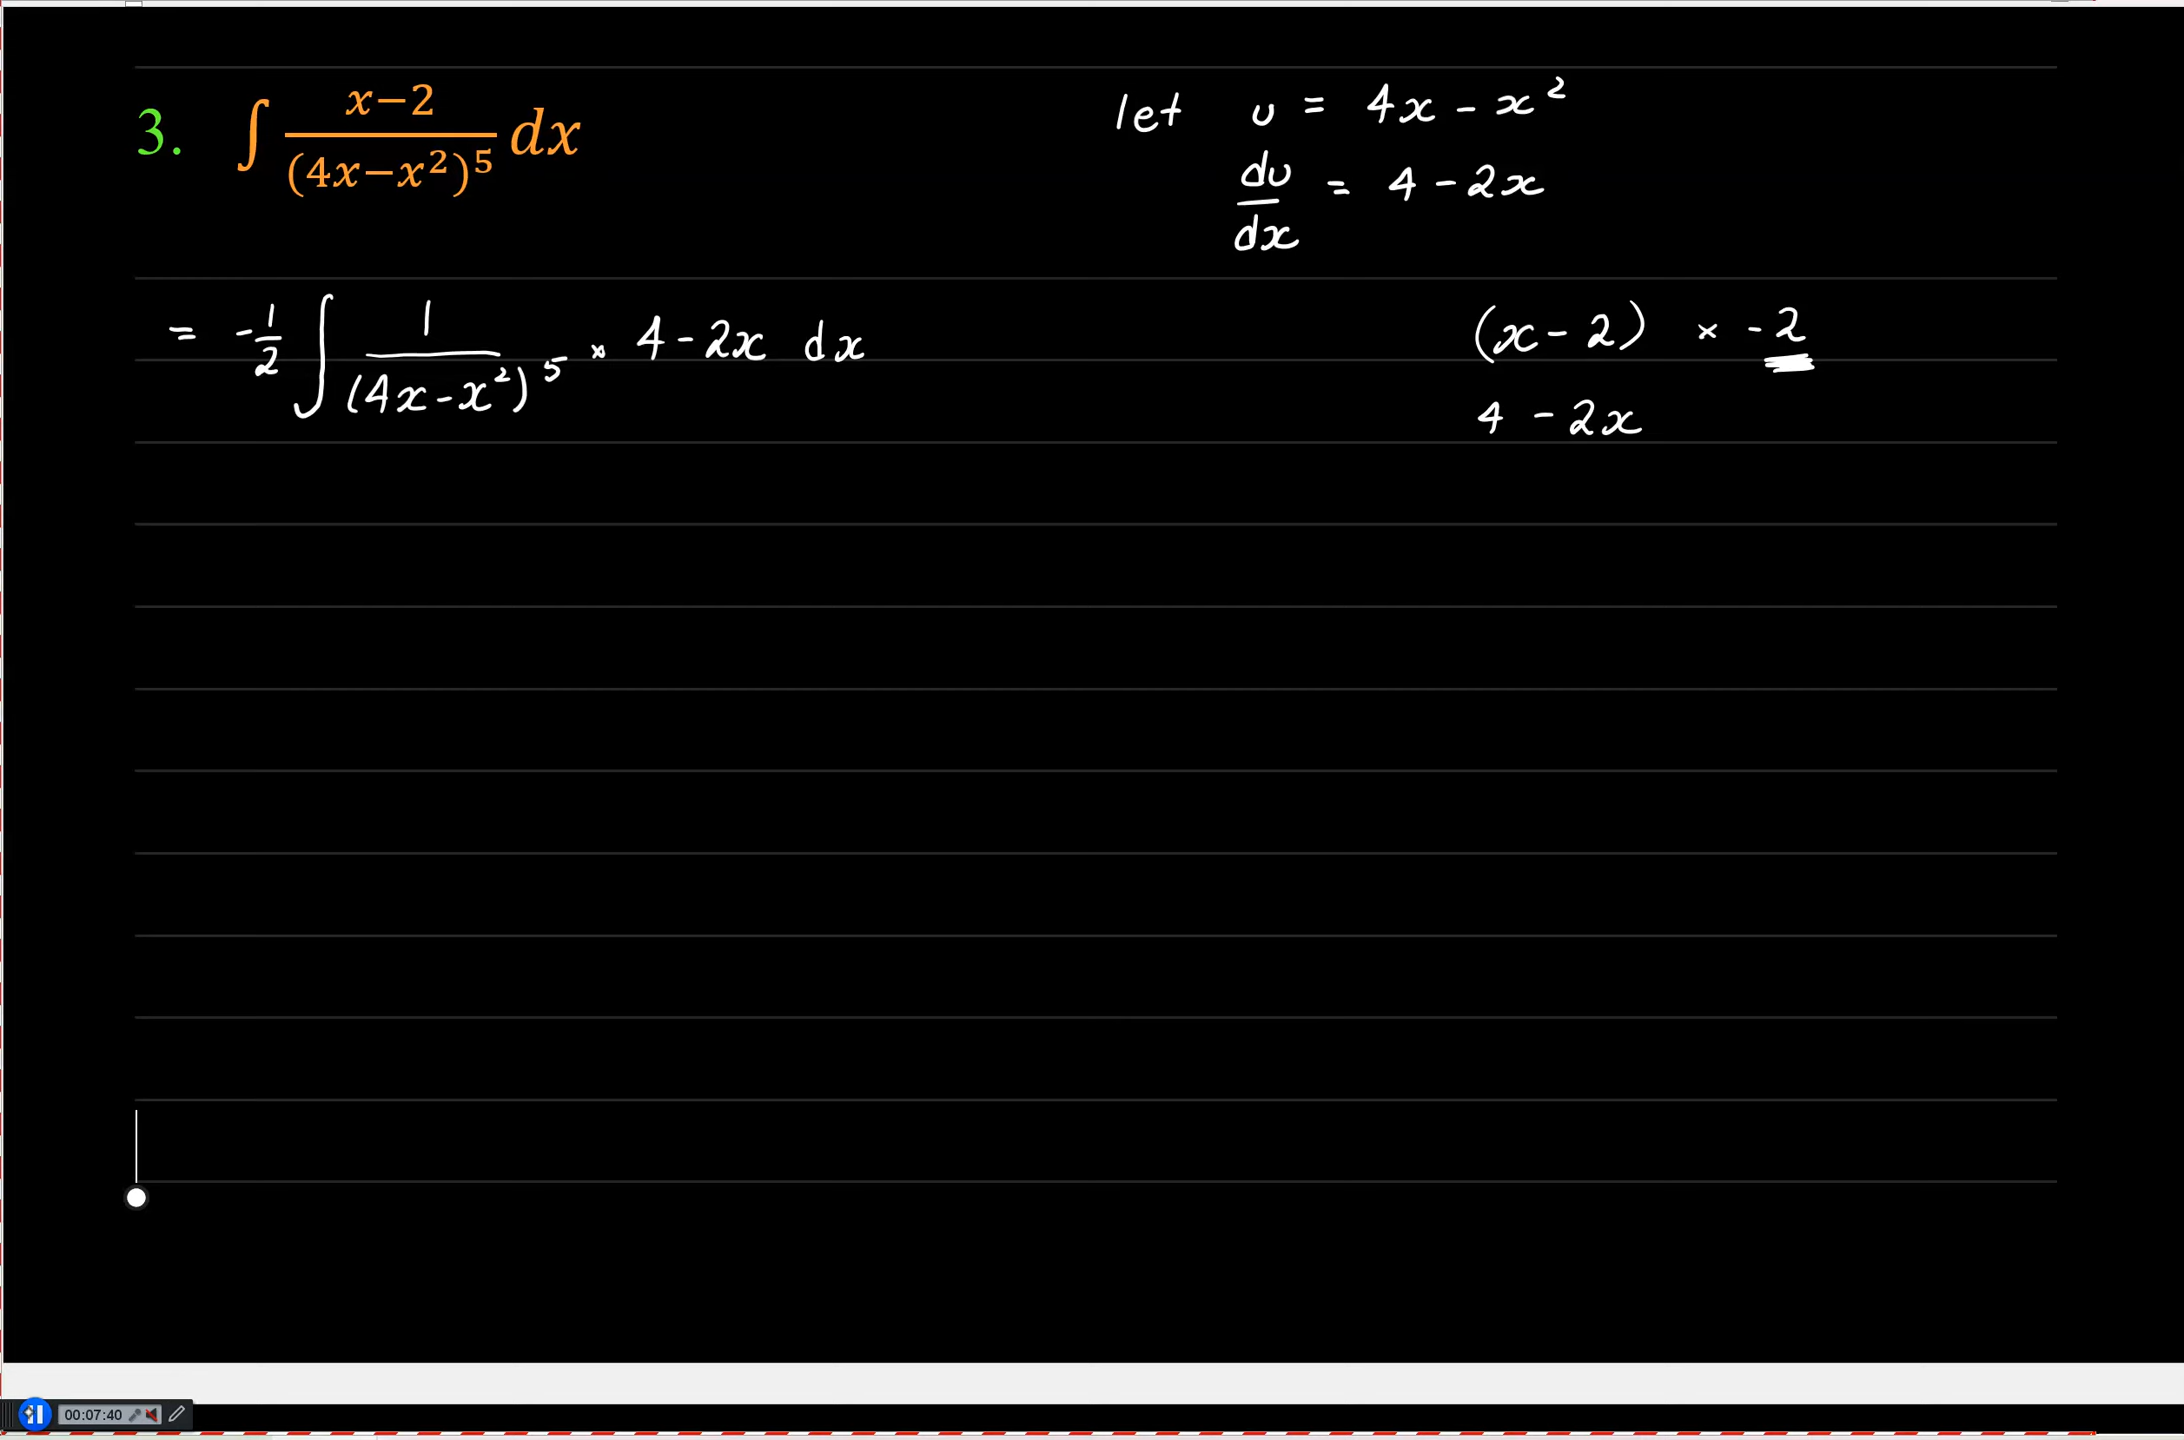 3. ∫ x−2 / (4x−x²)⁵ dx
let u = 4x - x²
du/dx = 4 - 2x
= -1/2 ∫ 1/(4x-x²)⁵ × 4-2x dx
(x-2) × -2
4 - 2x
00:07:40